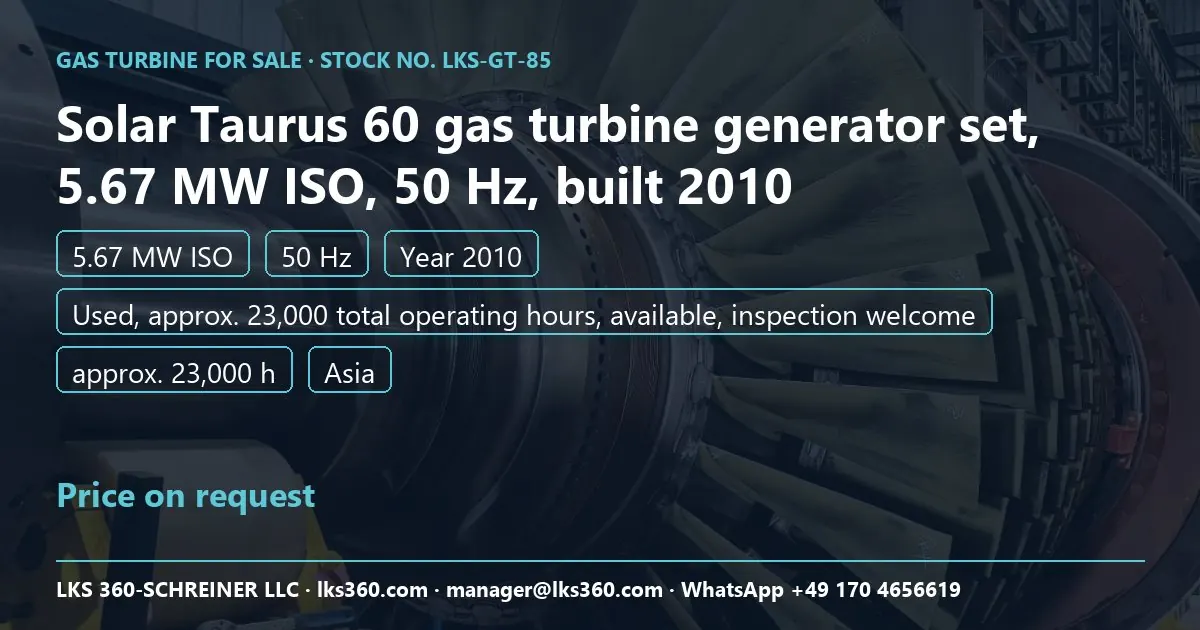 GAS TURBINE FOR SALE · STOCK NO. LKS-GT-85
Solar Taurus 60 gas turbine generator set,
5.67 MW ISO, 50 Hz, built 2010
5.67 MW ISO 50 Hz Year 2010
Used, approx. 23,000 total operating hours, available, inspection welcome
approx. 23,000 h Asia
Price on request
LKS 360-SCHREINER LLC · lks360.com · manager@lks360.com · WhatsApp +49 170 4656619